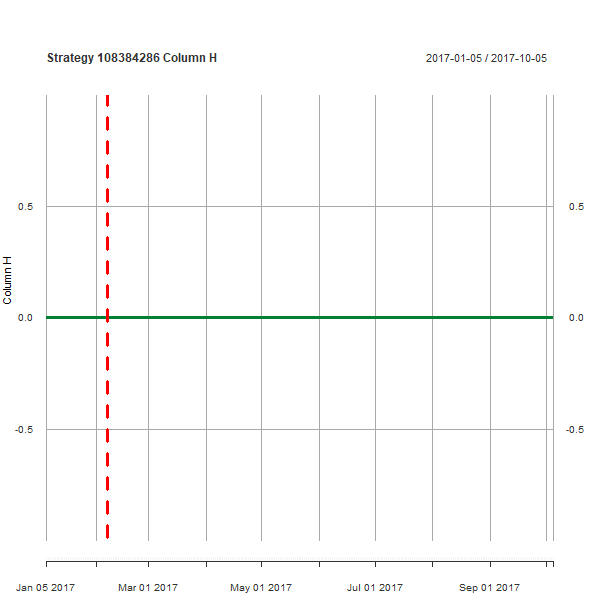 Strategy 108384286 Column H
2017-01-05 / 2017-10-05
0.5
0.5
Column H
0.0
0.0
-0.5
-0.5
Jan 05 2017
Mar 01 2017
May 01 2017
Jul 01 2017
Sep 01 2017